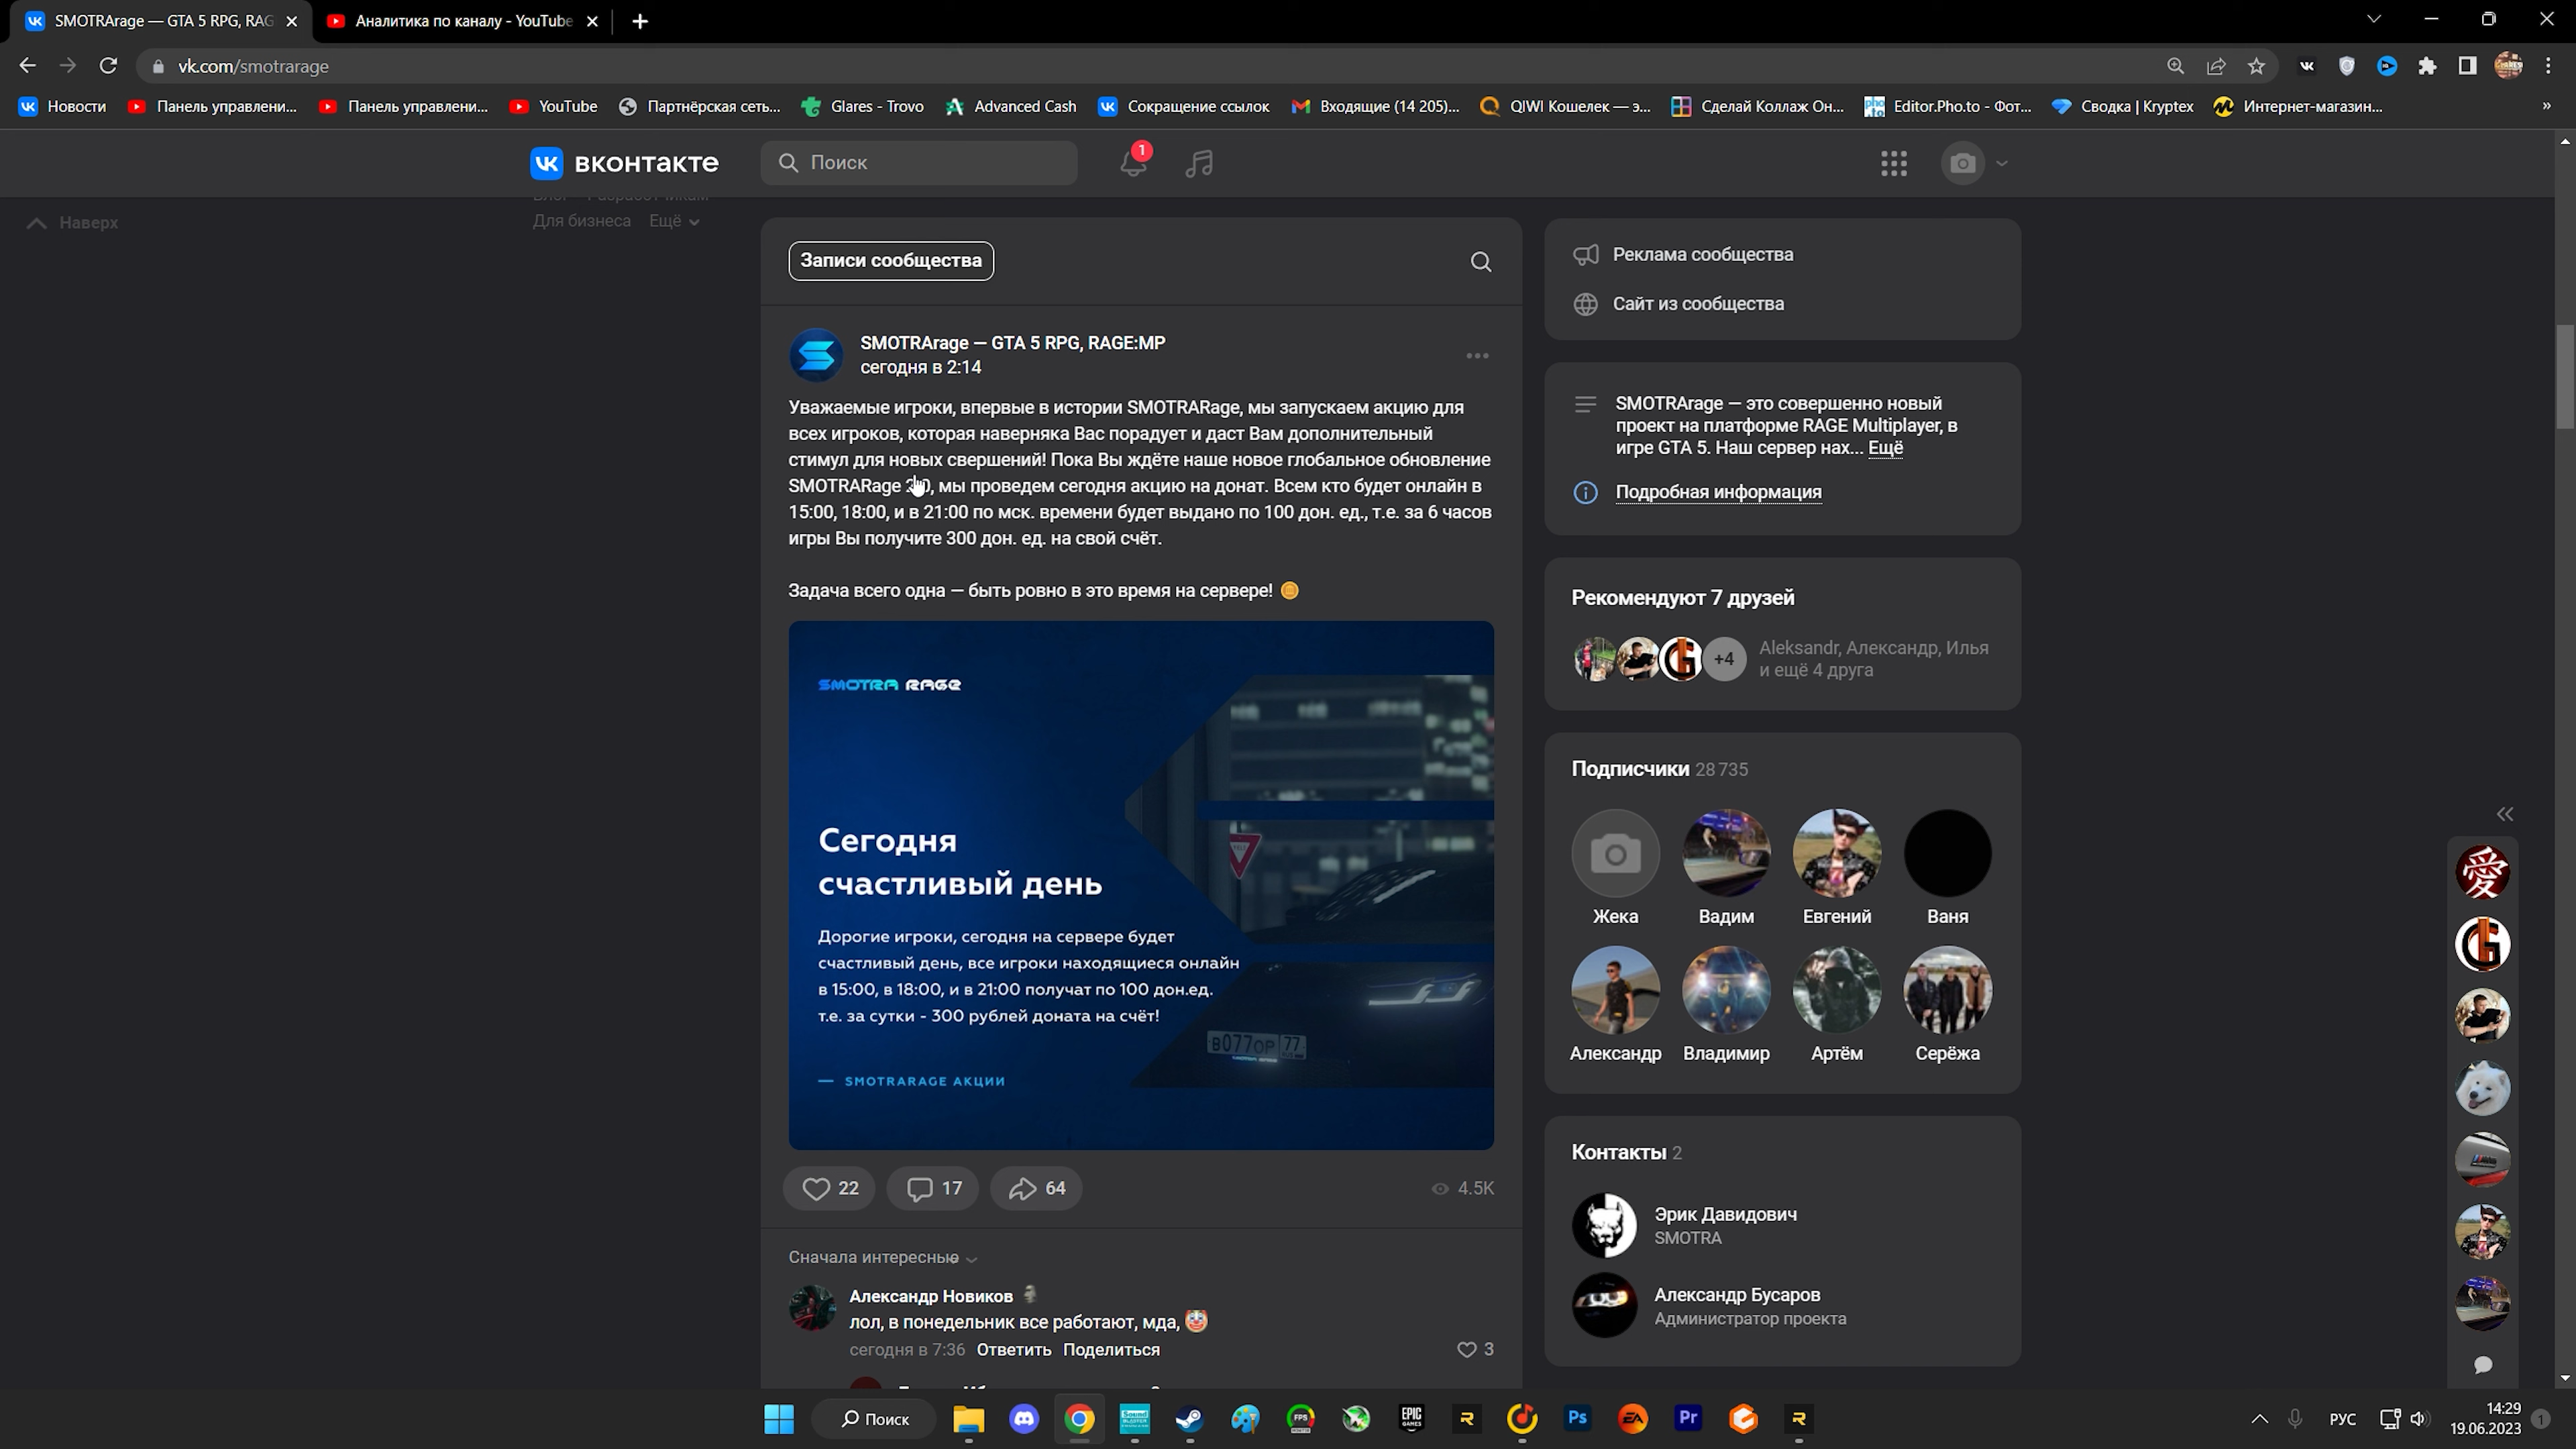 SMOTRArage — GTA 5 RPG, RAG
Аналитика по каналу - YouTube
vk.com/smotrarage
Новости
Панель управлени...
Панель управлени...
YouTube
Партнёрская сеть...
Glares - Trovo
Advanced Cash
Сокращение ссылок
Входящие (14 205)...
QIWI Кошелек — э...
Сделай Коллаж Он...
Editor.Pho.to - Фот...
Сводка | Kryptex
Интернет-магазин...
вконтакте
Поиск
1
Наверх
Для бизнеса Ещё
Записи сообщества
SMOTRArage — GTA 5 RPG, RAGE:MP
сегодня в 2:14
Уважаемые игроки, впервые в истории SMOTRARage, мы запускаем акцию для
всех игроков, которая наверняка Вас порадует и даст Вам дополнительный
стимул для новых свершений! Пока Вы ждёте наше новое глобальное обновление
SMOTRARage 2.0, мы проведем сегодня акцию на донат. Всем кто будет онлайн в
15:00, 18:00, и в 21:00 по мск. времени будет выдано по 100 дон. ед., т.е. за 6 часов
игры Вы получите 300 дон. ед. на свой счёт.
Задача всего одна — быть ровно в это время на сервере!
SMOTRA RAGE
Сегодня
счастливый день
Дорогие игроки, сегодня на сервере будет
счастливый день, все игроки находящиеся онлайн
в 15:00, в 18:00, и в 21:00 получат по 100 дон.ед.
т.е. за сутки - 300 рублей доната на счёт!
— SMOTRARAGE АКЦИИ
В077ОР 77
22
17
64
4.5K
Сначала интересные
Александр Новиков
лол, в понедельник все работают, мда,
сегодня в 7:36 Ответить Поделиться
3
Реклама сообщества
Сайт из сообщества
SMOTRArage — это совершенно новый
проект на платформе RAGE Multiplayer, в
игре GTA 5. Наш сервер нах... Ещё
Подробная информация
Рекомендуют 7 друзей
+4
Aleksandr, Александр, Илья
и ещё 4 друга
Подписчики 28 735
Жека
Вадим
Евгений
Ваня
Александр
Владимир
Артём
Серёжа
Контакты 2
Эрик Давидович
SMOTRA
Александр Бусаров
Администратор проекта
Поиск
РУС
14:29
19.06.2023
1